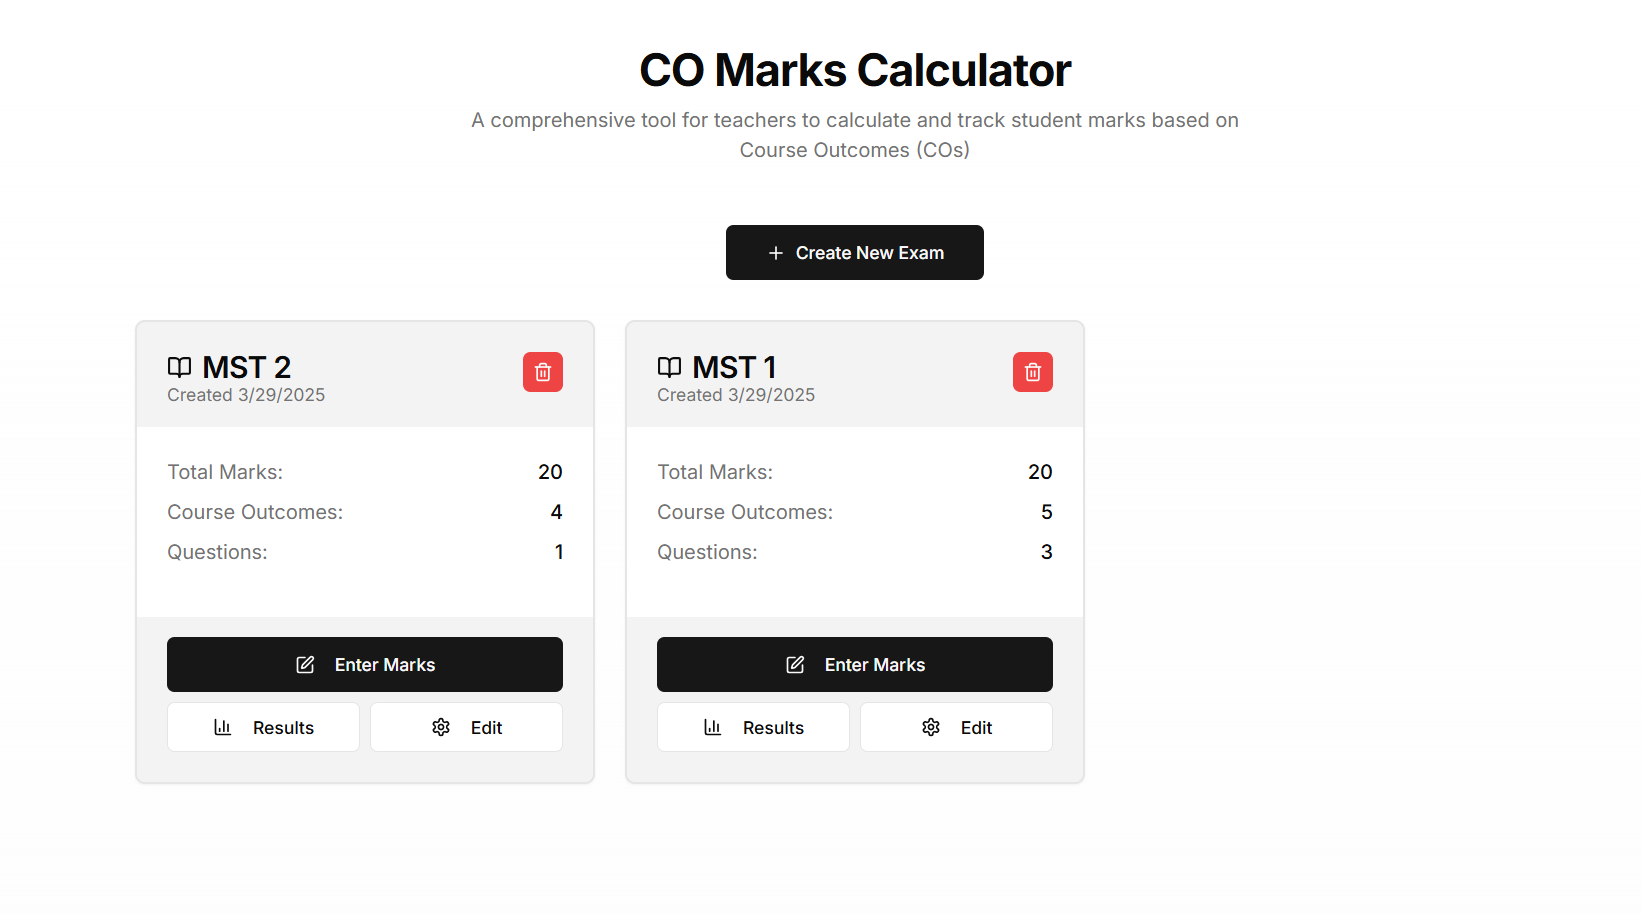 CO Marks Calculator
A comprehensive tool for teachers to calculate and track student marks based on
Course Outcomes (COs)
Create New Exam
MST 2
Created 3/29/2025
Total Marks: 20
Course Outcomes: 4
Questions: 1
Enter Marks
Results Edit
MST 1
Created 3/29/2025
Total Marks: 20
Course Outcomes: 5
Questions: 3
Enter Marks
Results Edit